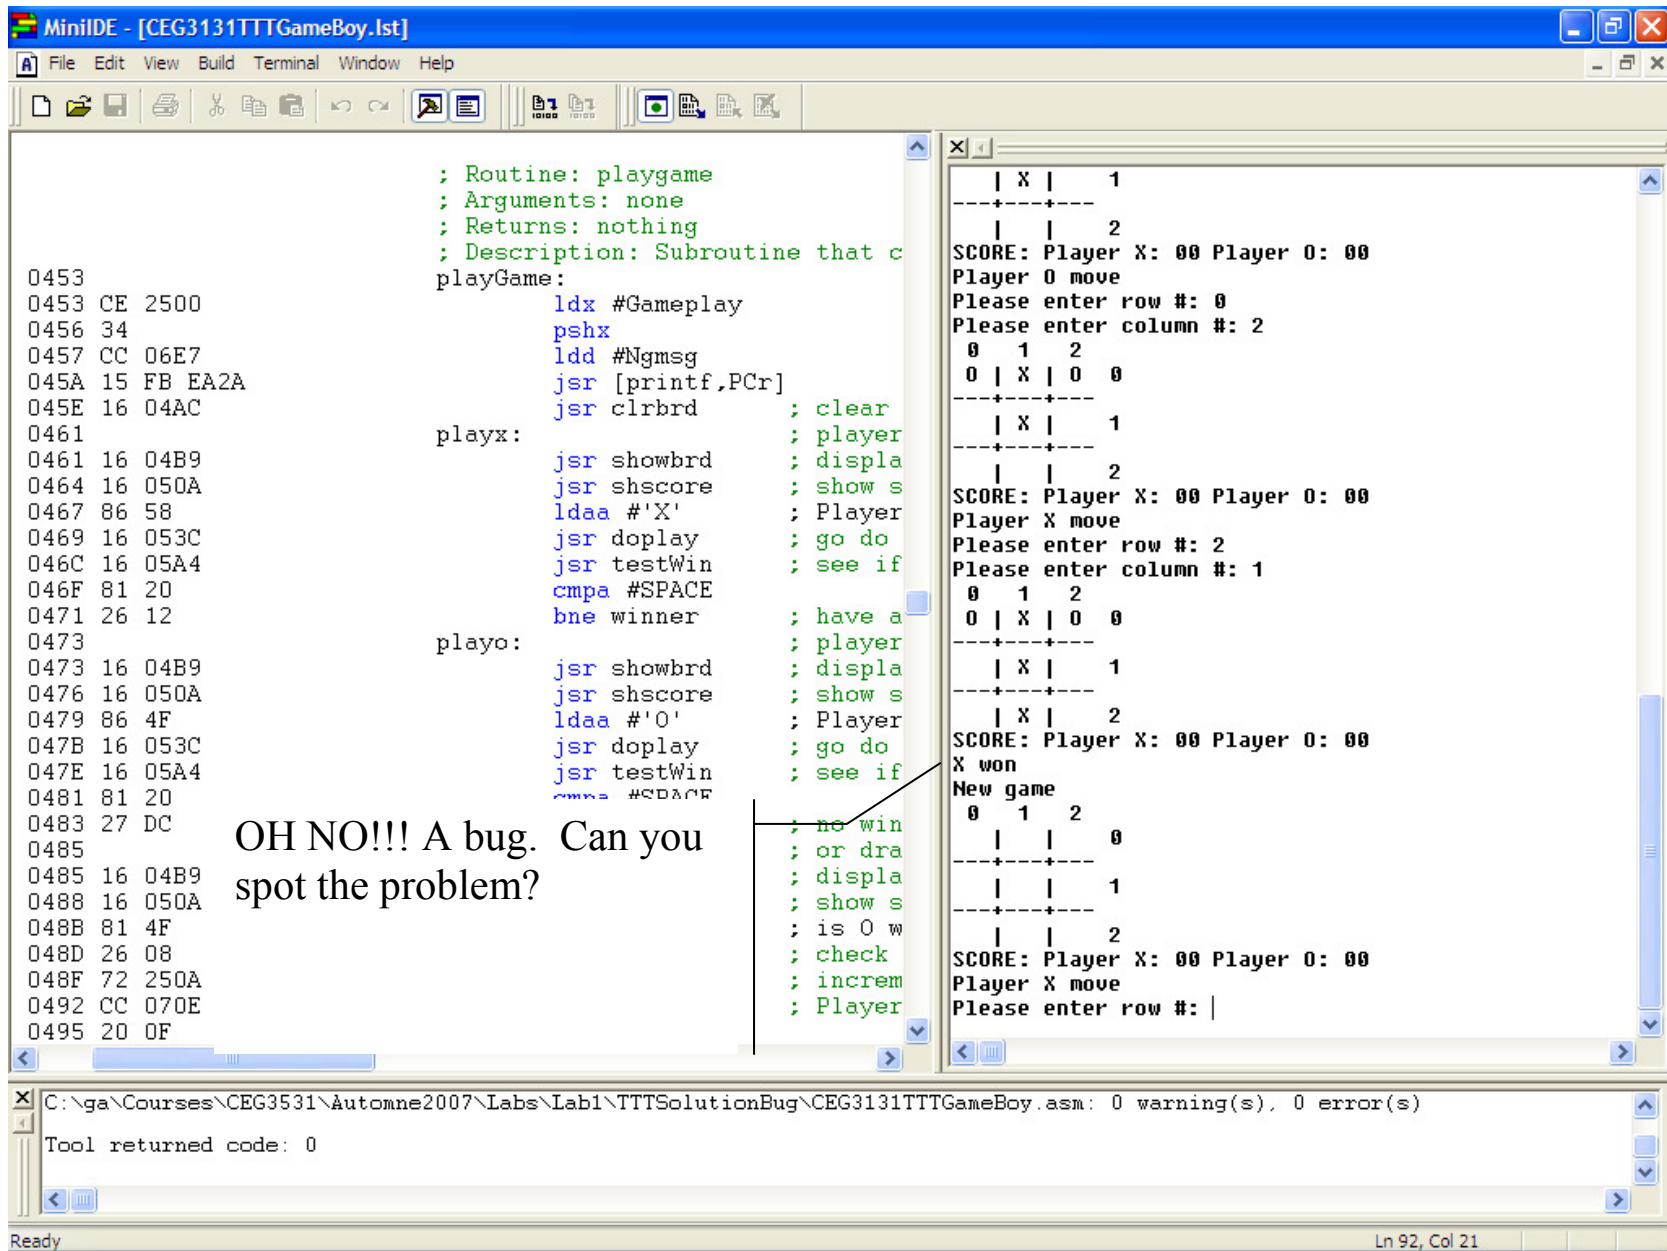 MiniIDE - [CEG3131TTTGameBoy.lst]
File Edit View Build Terminal Window Help
; Routine: playgame
; Arguments: none
; Returns: nothing
; Description: Subroutine that c
0453 playGame:
0453 CE 2500 ldx #Gameplay
0456 34 pshx
0457 CC 06E7 ldd #Ngmsg
045A 15 FB EA2A jsr [printf,PCr]
045E 16 04AC jsr clrbrd ; clear
0461 playx: ; player
0461 16 04B9 jsr showbrd ; displa
0464 16 050A jsr shscore ; show s
0467 86 58 ldaa #'X' ; Player
0469 16 053C jsr doplay ; go do
046C 16 05A4 jsr testWin ; see if
046F 81 20 cmpa #SPACE
0471 26 12 bne winner ; have a
0473 playo: ; player
0473 16 04B9 jsr showbrd ; displa
0476 16 050A jsr shscore ; show s
0479 86 4F ldaa #'O' ; Player
047B 16 053C jsr doplay ; go do
047E 16 05A4 jsr testWin ; see if
0481 81 20 cmpa #SPACE
0483 27 DC ; no win
0485 ; or dra
0485 16 04B9 ; displa
0488 16 050A ; show s
048B 81 4F ; is O w
048D 26 08 ; check
048F 72 250A ; increm
0492 CC 070E ; Player
0495 20 0F
OH NO!!! A bug. Can you
spot the problem?
| X | 1
---+---+---
| | 2
SCORE: Player X: 00 Player O: 00
Player O move
Please enter row #: 0
Please enter column #: 2
0 1 2
O | X | O 0
---+---+---
| X | 1
---+---+---
| | 2
SCORE: Player X: 00 Player O: 00
Player X move
Please enter row #: 2
Please enter column #: 1
0 1 2
O | X | O 0
---+---+---
| X | 1
---+---+---
| X | 2
SCORE: Player X: 00 Player O: 00
X won
New game
0 1 2
| | 0
---+---+---
| | 1
---+---+---
| | 2
SCORE: Player X: 00 Player O: 00
Player X move
Please enter row #: |
C:\ga\Courses\CEG3531\Automne2007\Labs\Lab1\TTTSolutionBug\CEG3131TTTGameBoy.asm: 0 warning(s), 0 error(s)
Tool returned code: 0
Ready Ln 92, Col 21